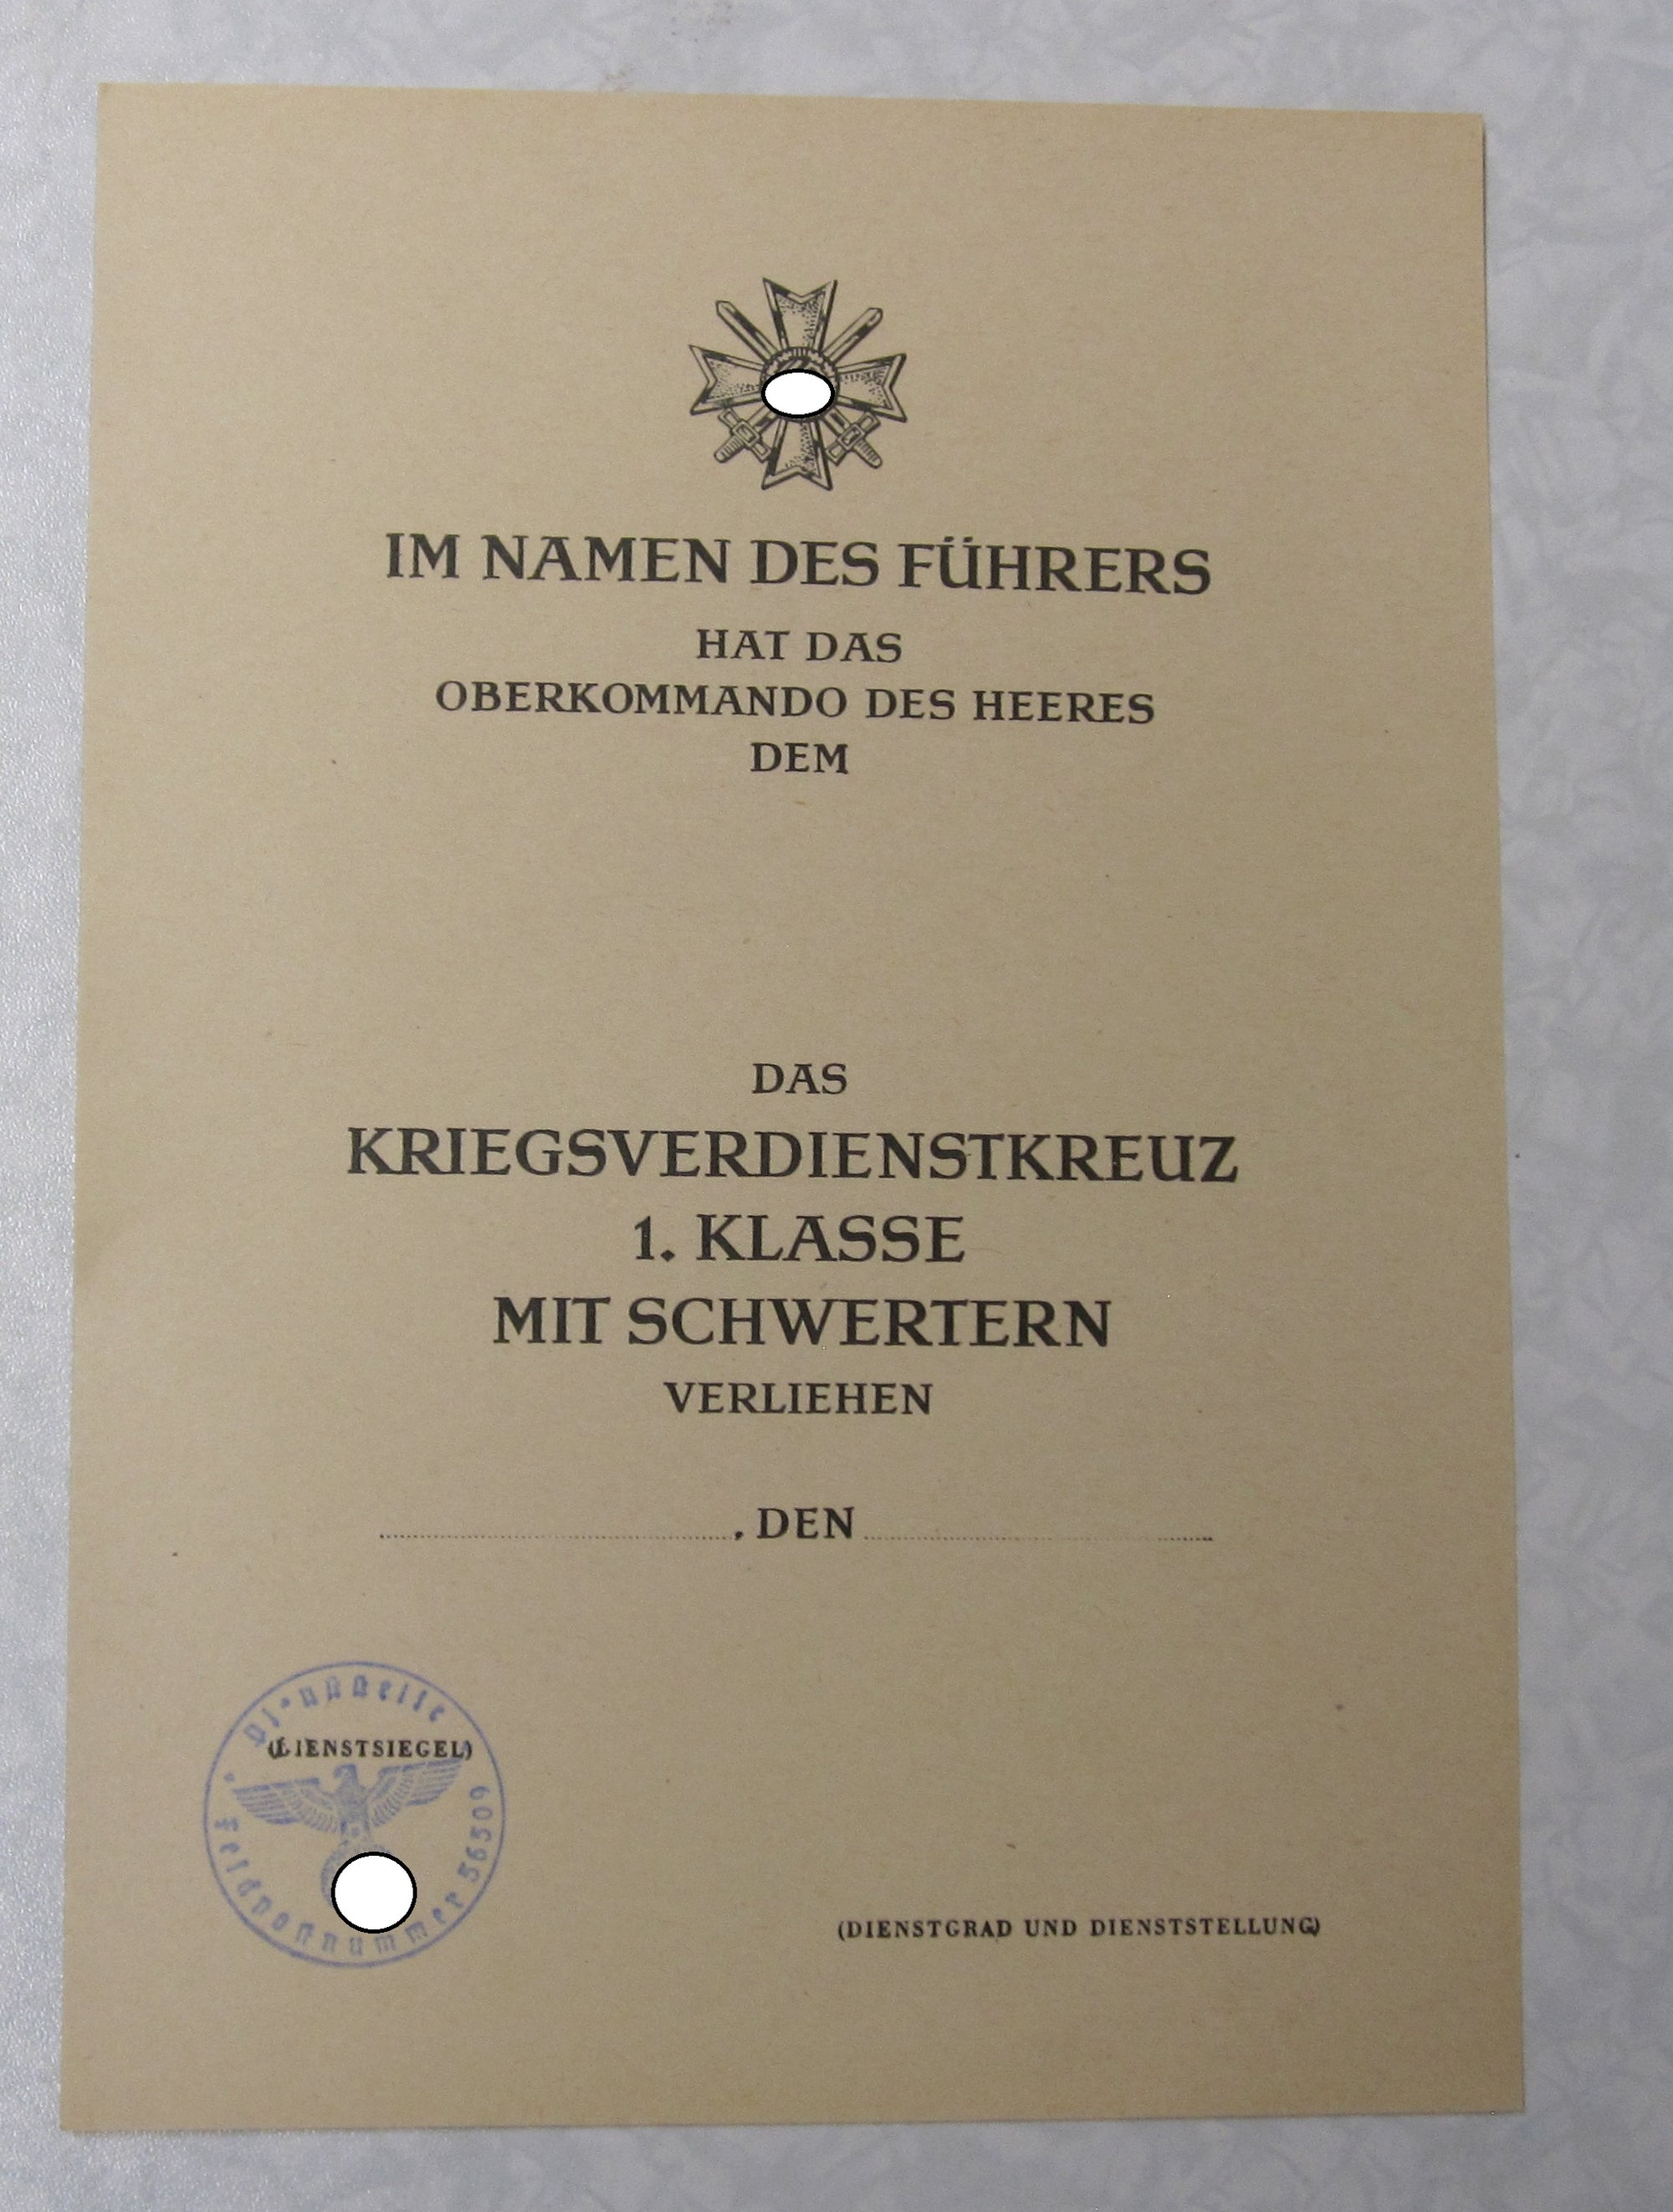 IM NAMEN DES FÜHRERS
HAT DAS
OBERKOMMANDO DES HEERES
DEM
DAS
KRIEGSVERDIENSTKREUZ
1. KLASSE
MIT SCHWERTERN
VERLIEHEN
, DEN
Dienststelle
(DIENSTSIEGEL)
Feldpostnummer 56509
(DIENSTGRAD UND DIENSTSTELLUNG)